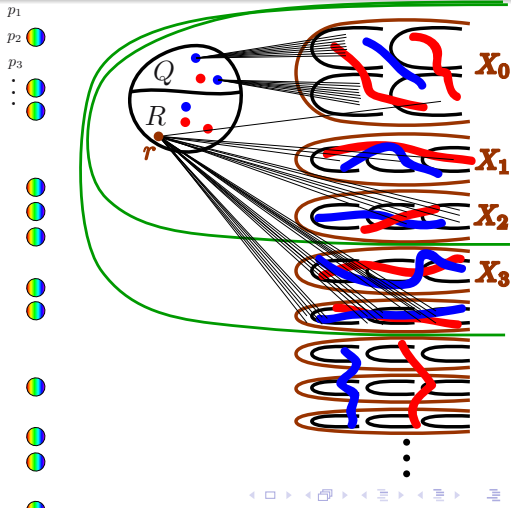 p₁
p₂
p₃
Q
R
r
X₀
X₁
X₂
X₃